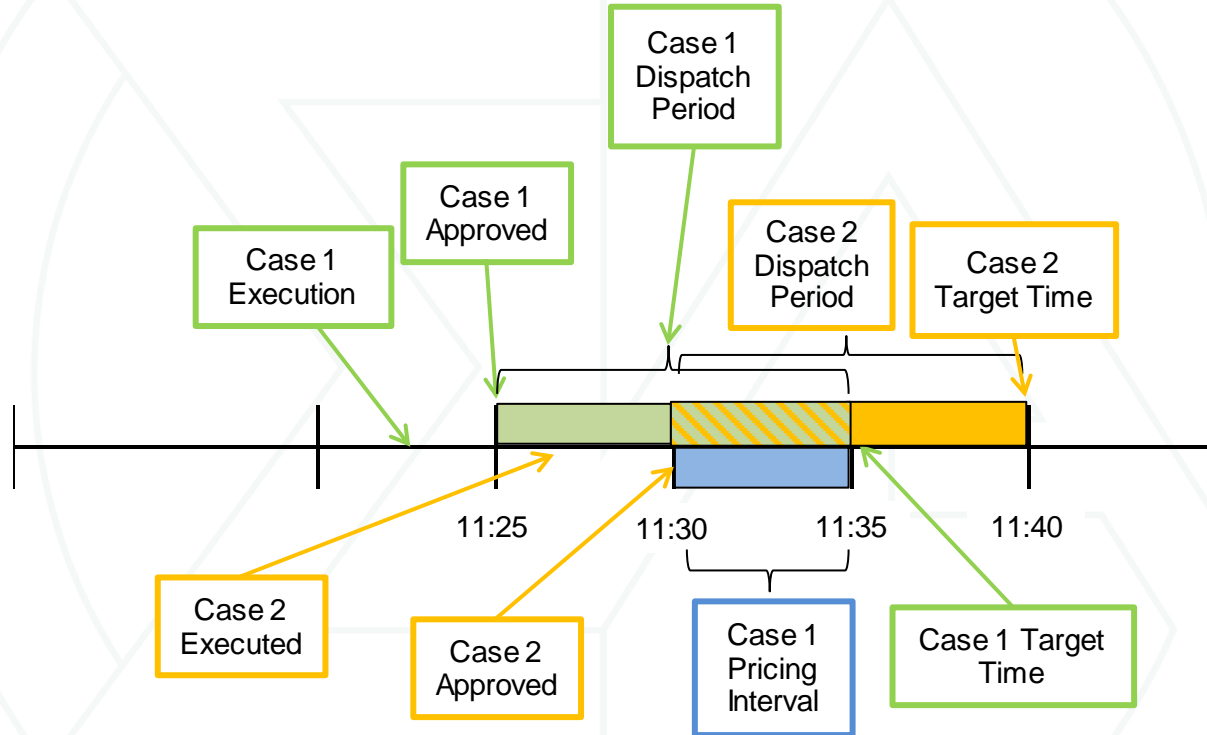 Case 1
Dispatch
Period
Case 1
Approved
Case 2
Dispatch
Period
Case 2
Target Time
Case 1
Execution
11:25
11:30
11:35
11:40
Case 2
Executed
Case 2
Approved
Case 1
Pricing
Interval
Case 1 Target
Time